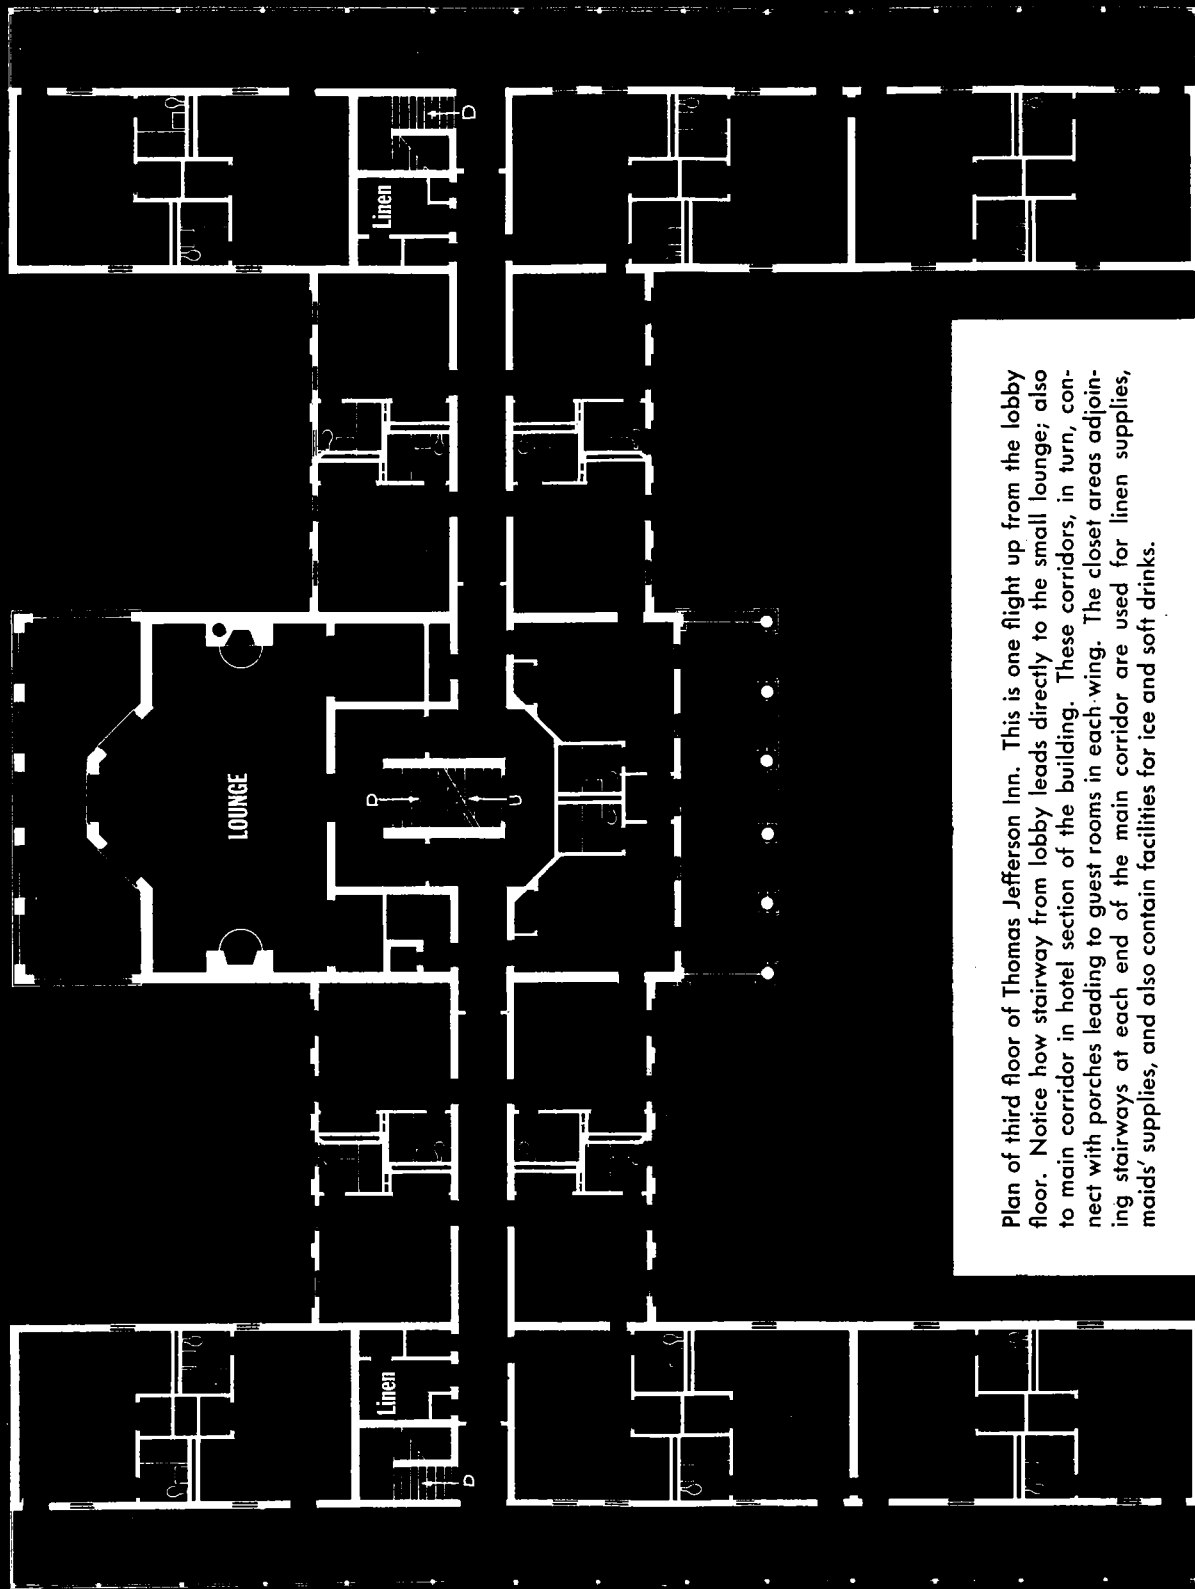 Linen
D
LOUNGE
D
U
Linen
D
Plan of third floor of Thomas Jefferson Inn. This is one flight up from the lobby
floor. Notice how stairway from lobby leads directly to the small lounge; also
to main corridor in hotel section of the building. These corridors, in turn, con-
nect with porches leading to guest rooms in each wing. The closet areas adjoin-
ing stairways at each end of the main corridor are used for linen supplies,
maids' supplies, and also contain facilities for ice and soft drinks.